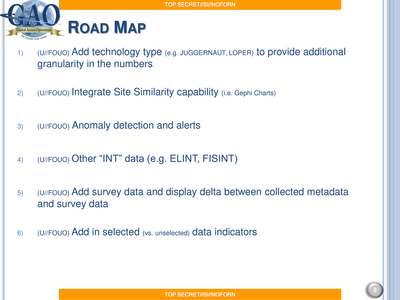 TOP SECRET//SI//NOFORN
GAO
Global Access Operations
ROAD MAP
1) (U//FOUO) Add technology type (e.g. JUGGERNAUT, LOPER) to provide additional
granularity in the numbers
2) (U//FOUO) Integrate Site Similarity capability (i.e. Gephi Charts)
3) (U//FOUO) Anomaly detection and alerts
4) (U//FOUO) Other “INT” data (e.g. ELINT, FISINT)
5) (U//FOUO) Add survey data and display delta between collected metadata
and survey data
6) (U//FOUO) Add in selected (vs. unselected) data indicators
TOP SECRET//SI//NOFORN